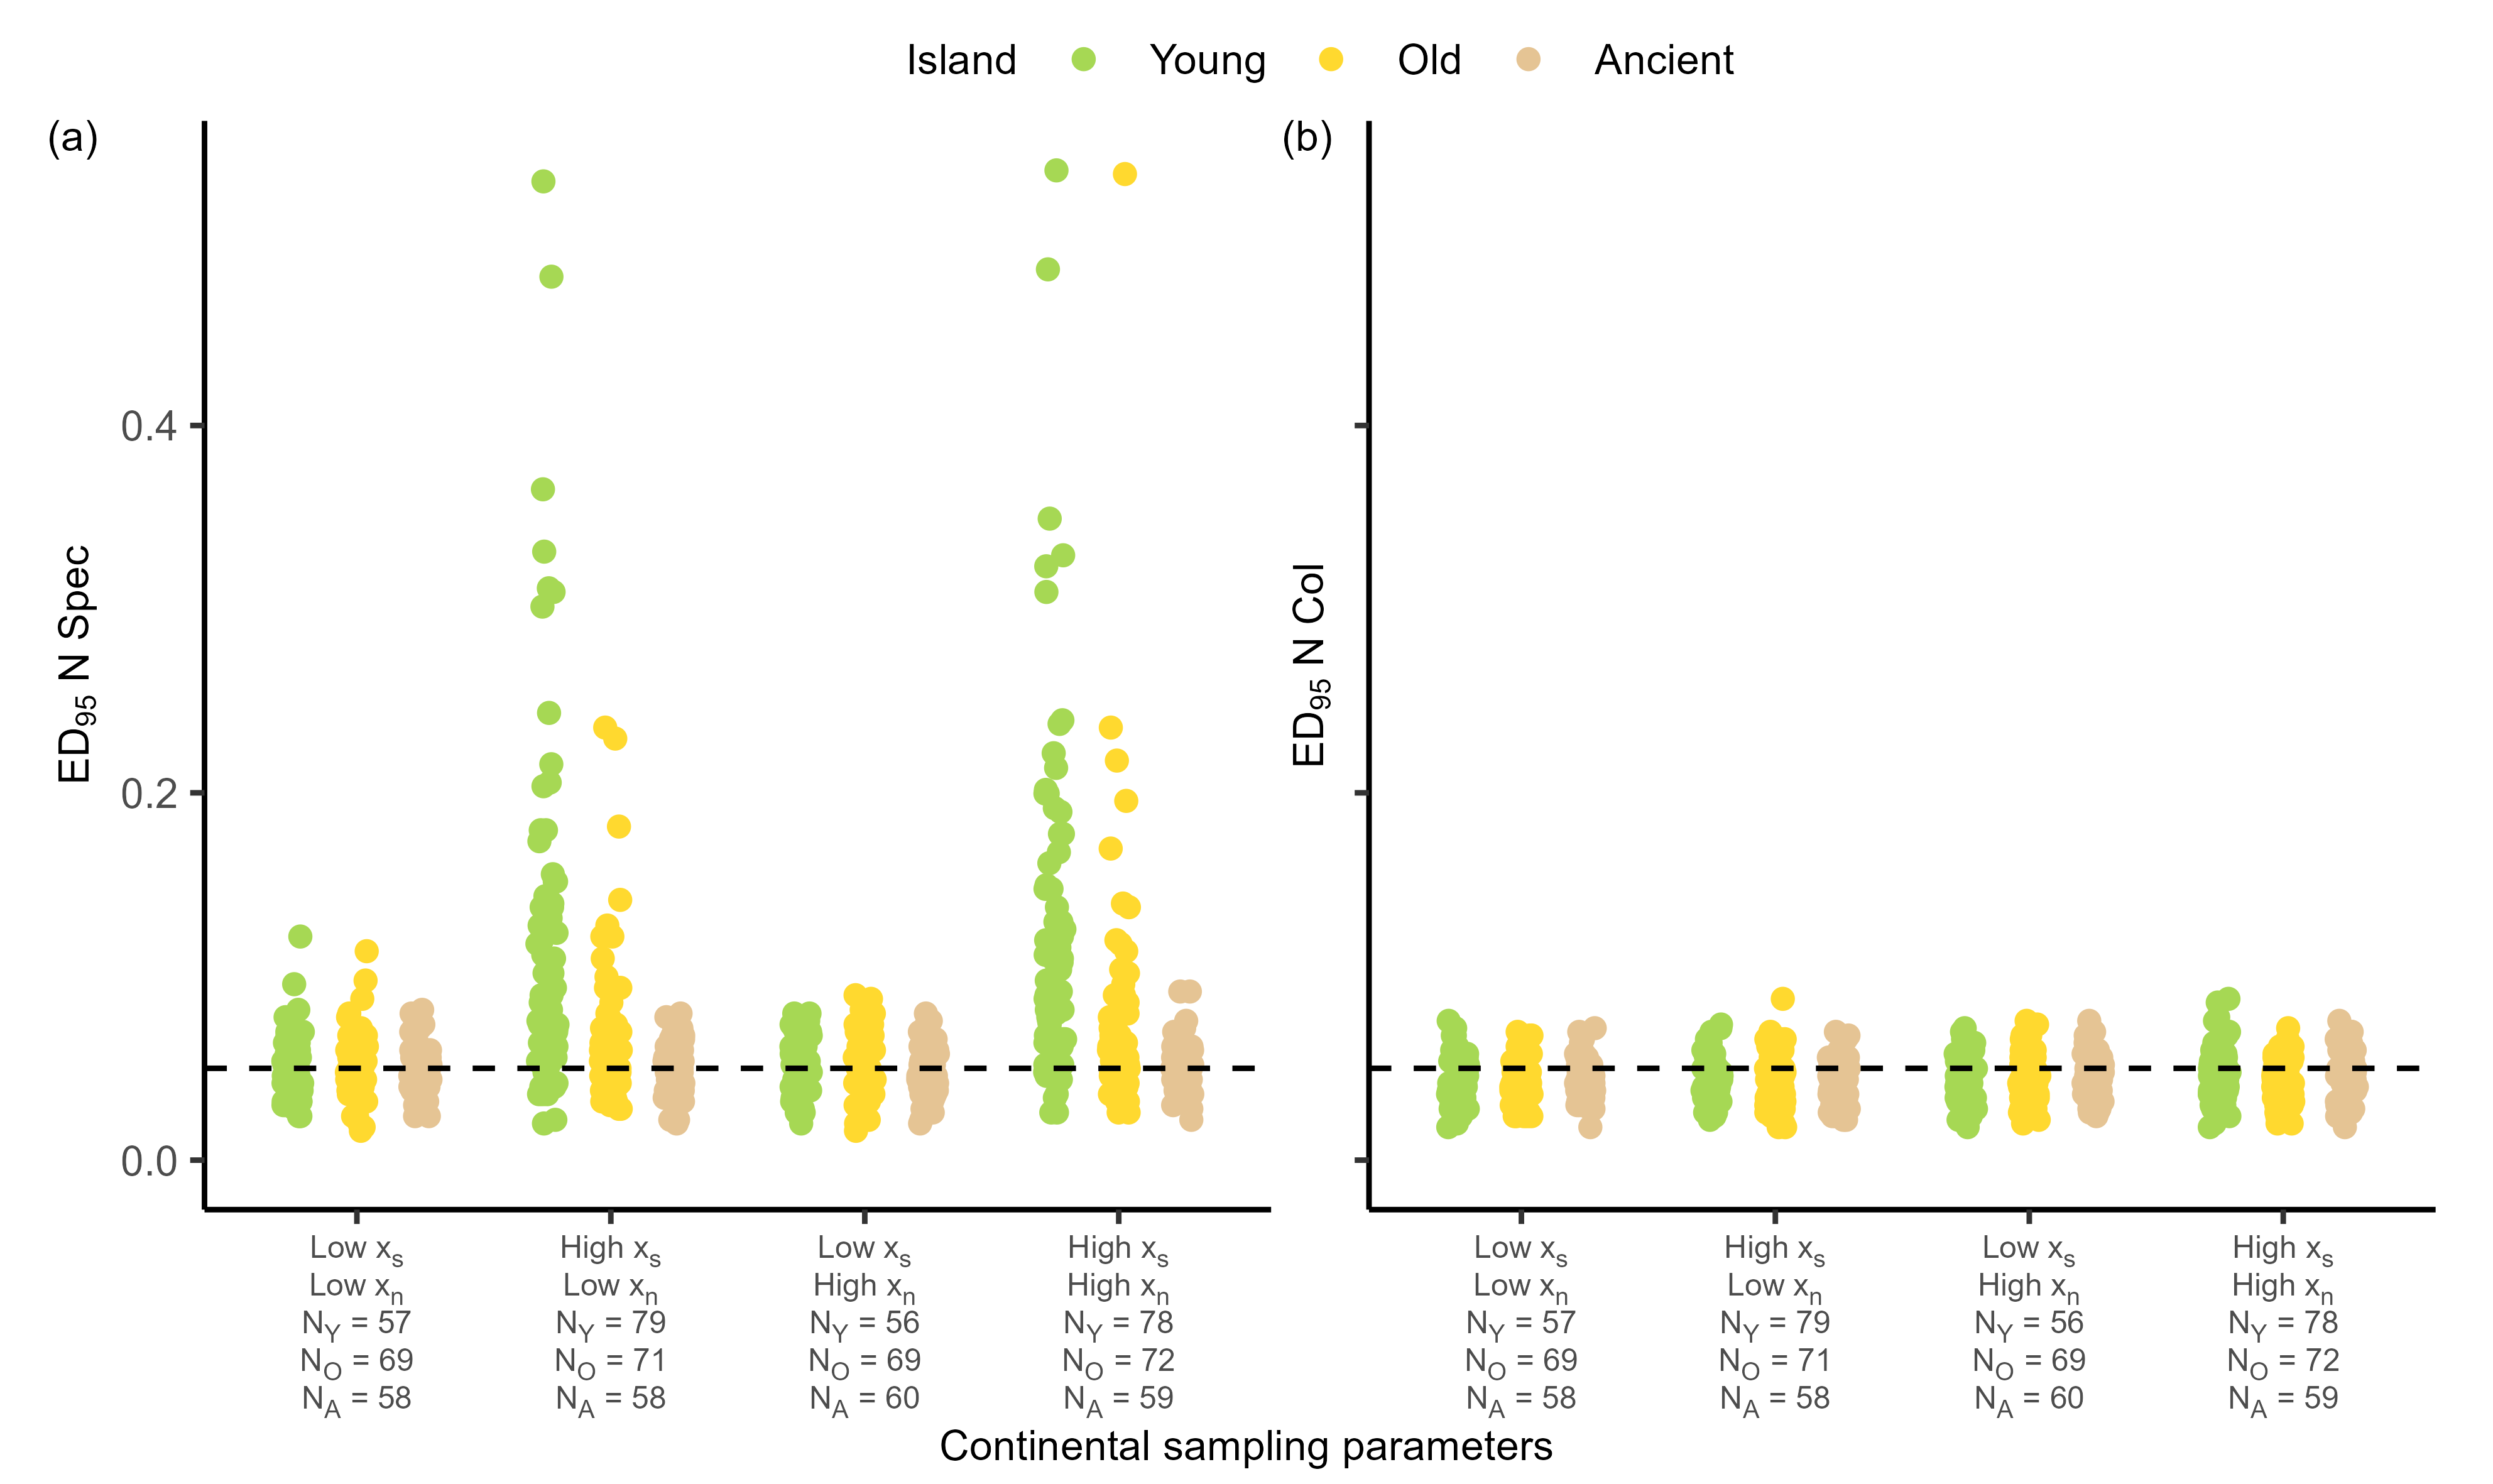 Island Young Old Ancient
(a)
(b)
ED95 N Spec
0.4
0.2
0.0
ED95 N Col
Low xs High xs Low xs High xs Low xs High xs Low xs High xs
Low xn Low xn High xn High xn Low xn Low xn High xn High xn
NY = 57 NY = 79 NY = 56 NY = 78 NY = 57 NY = 79 NY = 56 NY = 78
NO = 69 NO = 71 NO = 69 NO = 72 NO = 69 NO = 71 NO = 69 NO = 72
NA = 58 NA = 58 NA = 60 NA = 59 NA = 58 NA = 58 NA = 60 NA = 59
Continental sampling parameters